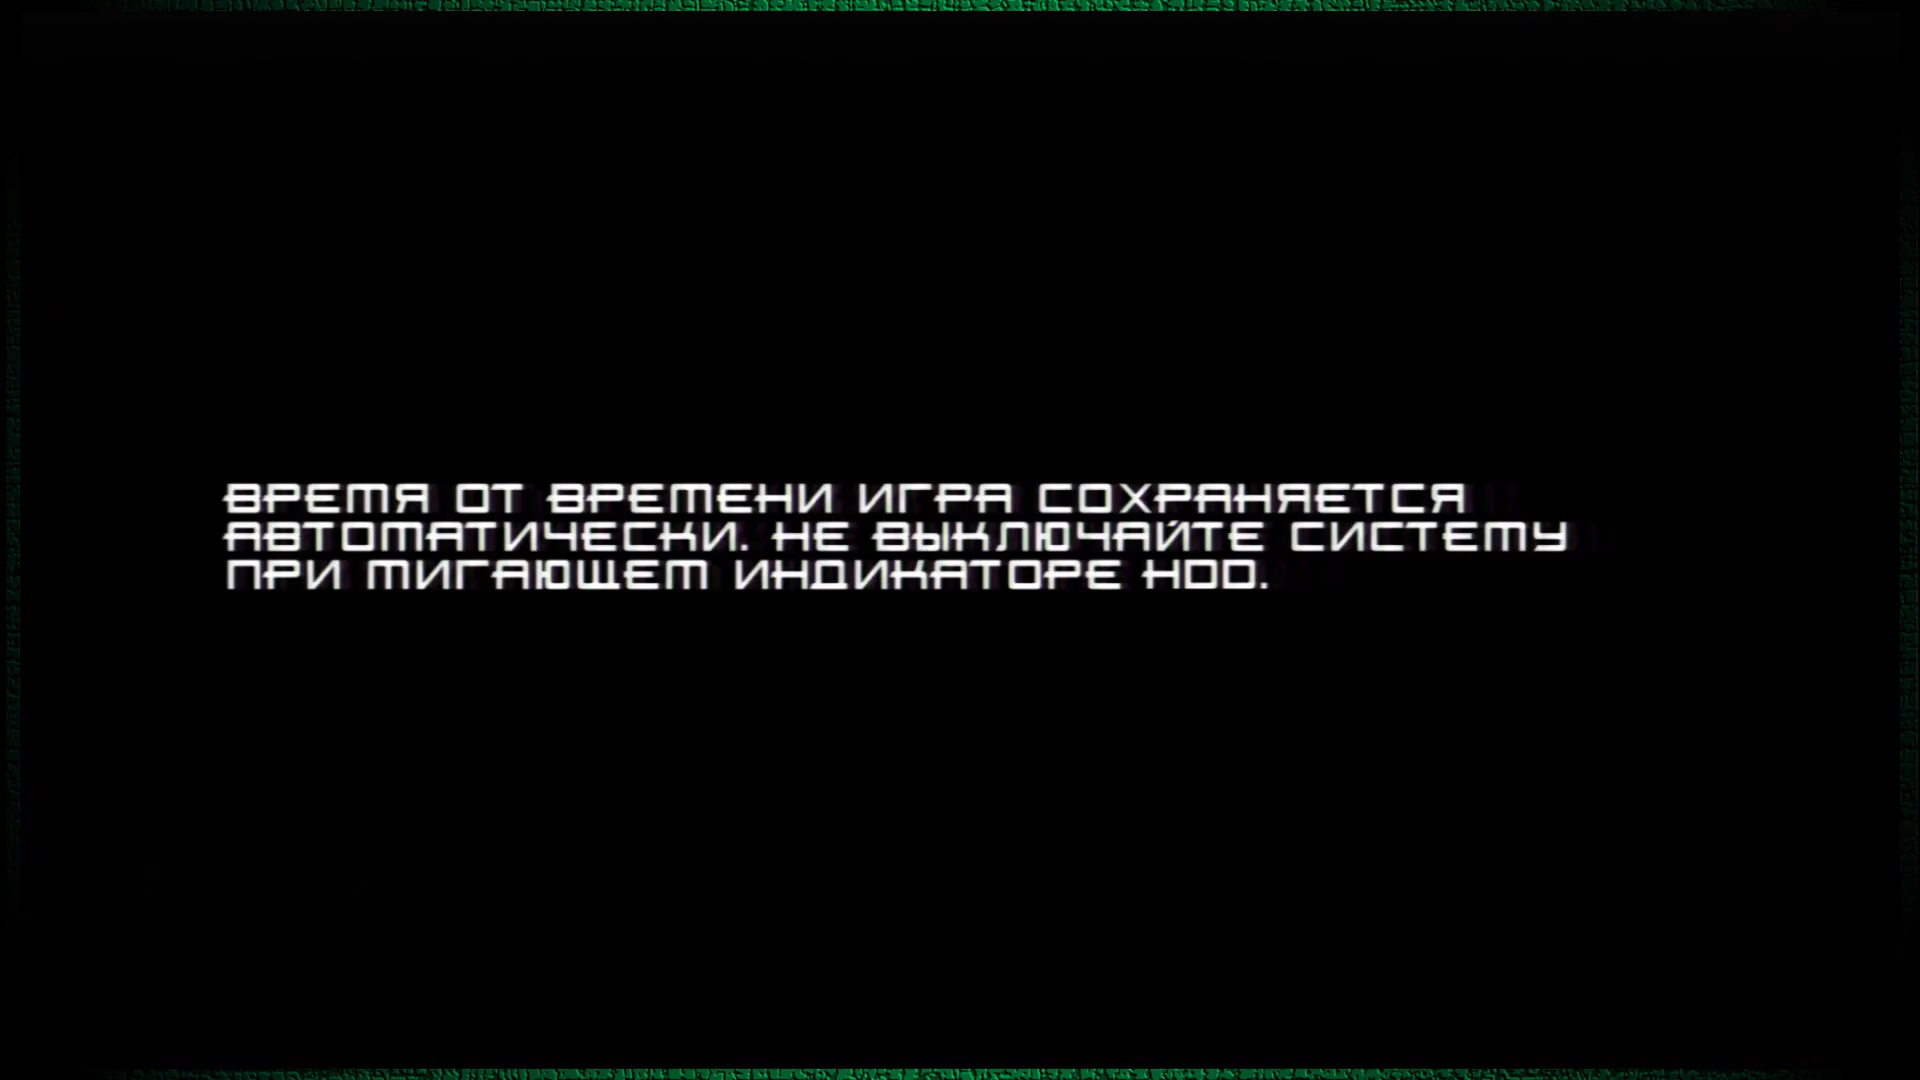 ВРЕМЯ ОТ ВРЕМЕНИ ИГРА СОХРАНЯЕТСЯ
АВТОМАТИЧЕСКИ. НЕ ВЫКЛЮЧАЙТЕ СИСТЕМУ
ПРИ МИГАЮЩЕМ ИНДИКАТОРЕ HDD.